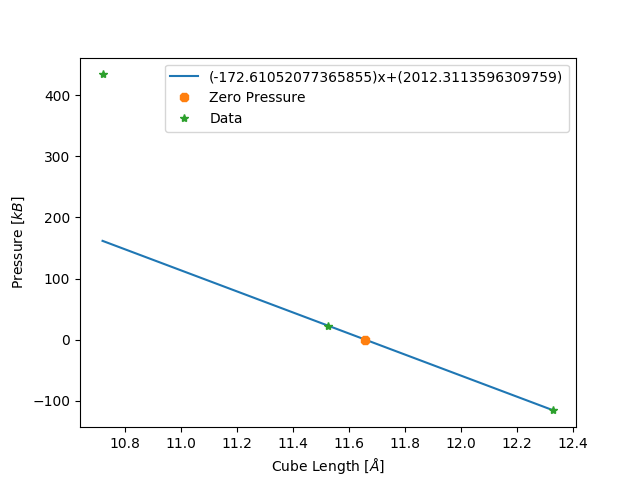 (-172.61052077365855)x+(2012.3113596309759)
Zero Pressure
Data
400
300
200
100
0
−100
Pressure [kB]
10.8 11.0 11.2 11.4 11.6 11.8 12.0 12.2 12.4
Cube Length [Å]